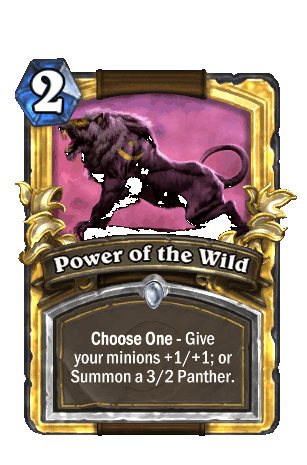 2
Power of the Wild
Choose One - Give
your minions +1/+1; or
Summon a 3/2 Panther.